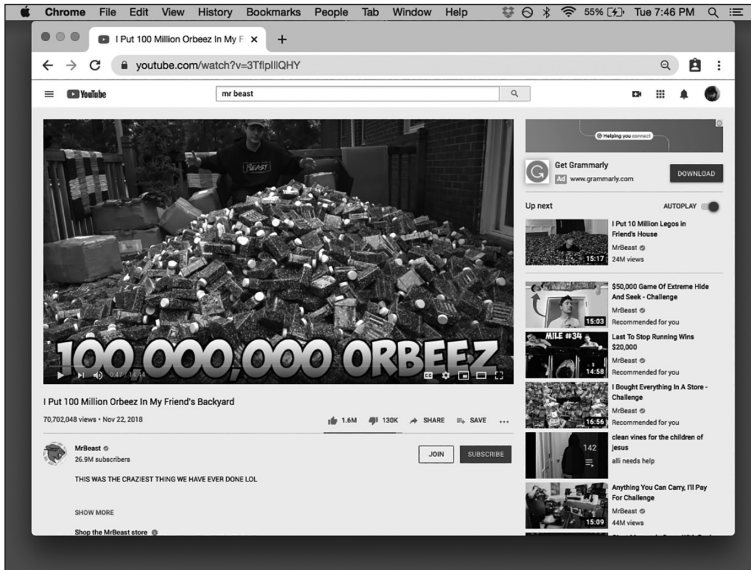 Chrome File Edit View History Bookmarks People Tab Window Help 55% Tue 7:46 PM
I Put 100 Million Orbeez In My F
youtube.com/watch?v=3TflpIlIQHY
YouTube
mr beast
BEAST
100 000,000 ORBEEZ
I Put 100 Million Orbeez In My Friend's Backyard
70,702,048 views • Nov 22, 2018
1.6M 130K SHARE SAVE
MrBeast
26.9M subscribers
JOIN SUBSCRIBE
THIS WAS THE CRAZIEST THING WE HAVE EVER DONE LOL
SHOW MORE
Shop the MrBeast store
Helping you connect
G
Get Grammarly
Ad www.grammarly.com
DOWNLOAD
Up next AUTOPLAY
15:17
I Put 10 Million Legos in
Friend's House
MrBeast
24M views
15:03
$50,000 Game Of Extreme Hide
And Seek - Challenge
MrBeast
Recommended for you
MILE #34
14:58
Last To Stop Running Wins
$20,000
MrBeast
Recommended for you
16:56
I Bought Everything In A Store -
Challenge
MrBeast
Recommended for you
142
clean vines for the children of
jesus
alli needs help
15:09
Anything You Can Carry, I'll Pay
For Challenge
MrBeast
44M views